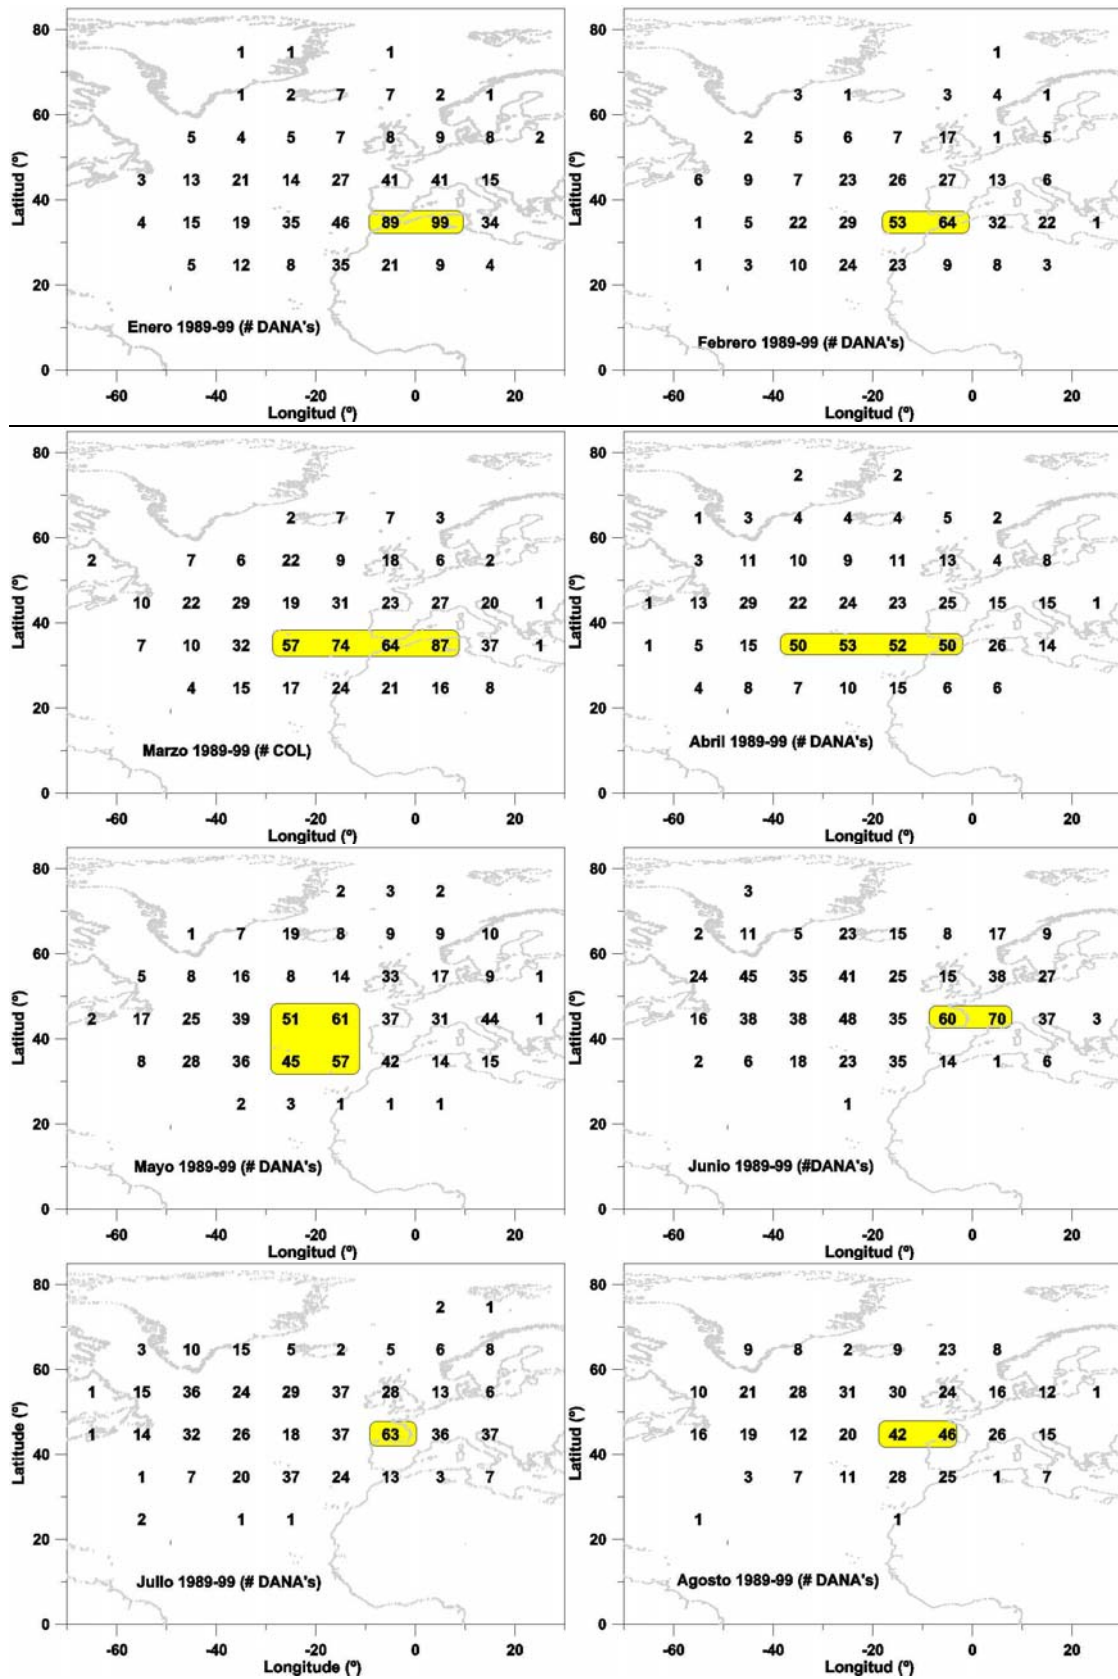 80
1 1 1
1 2 7 7 2 1
60
5 4 5 7 8 9 8 2
3 13 21 14 27 41 41 15
40
4 15 19 35 46 89 99 34
5 12 8 35 21 9 4
20
Enero 1989-99 (# DANA's)
0
-60 -40 -20 0 20
Latitud (º)
Longitud (º)
80
1
3 1 3 4 1
60
2 5 6 7 17 1 5
6 9 7 23 26 27 13 6
40
1 5 22 29 53 64 32 22 1
1 3 10 24 23 9 8 3
20
Febrero 1989-99 (# DANA's)
0
-60 -40 -20 0 20
Latitud (º)
Longitud (º)
80
2 7 7 3
60
2 7 6 22 9 18 6 2
10 22 29 19 31 23 27 20 1
40
7 10 32 57 74 64 87 37 1
4 15 17 24 21 16 8
20
Marzo 1989-99 (# COL)
0
-60 -40 -20 0 20
Latitud (º)
Longitud (º)
80
2 2
1 3 4 4 4 5 2
60
3 11 10 9 11 13 4 8
1 13 29 22 24 23 25 15 15 1
40
1 5 15 50 53 52 50 26 14
4 8 7 10 15 6 6
20
Abril 1989-99 (# DANA's)
0
-60 -40 -20 0 20
Latitud (º)
Longitud (º)
80
2 3 2
1 7 19 8 9 9 10
60
5 8 16 8 14 33 17 9 1
2 17 25 39 51 61 37 31 44 1
40
8 28 36 45 57 42 14 15
2 3 1 1 1
20
Mayo 1989-99 (# DANA's)
0
-60 -40 -20 0 20
Latitud (º)
Longitud (º)
80
3
2 11 5 23 15 8 17 9
60
24 45 35 41 25 15 38 27
16 38 38 48 35 60 70 37 3
40
2 6 18 23 35 14 1 6
1
20
Junio 1989-99 (#DANA's)
0
-60 -40 -20 0 20
Latitud (º)
Longitud (º)
80
2 1
3 10 15 5 2 5 6 8
60
1 15 36 24 29 37 28 13 6
1 14 32 26 18 37 63 36 37
40
1 7 20 37 24 13 3 7
2 1 1
20
Jullo 1989-99 (# DANA's)
0
-60 -40 -20 0 20
Latitude (º)
Longitude (º)
80
9 8 2 9 23 8
60
10 21 28 31 30 24 16 12 1
16 19 12 20 42 46 26 15
40
3 7 11 28 25 1 7
1 1
20
Agosto 1989-99 (# DANA's)
0
-60 -40 -20 0 20
Latitud (º)
Longitud (º)